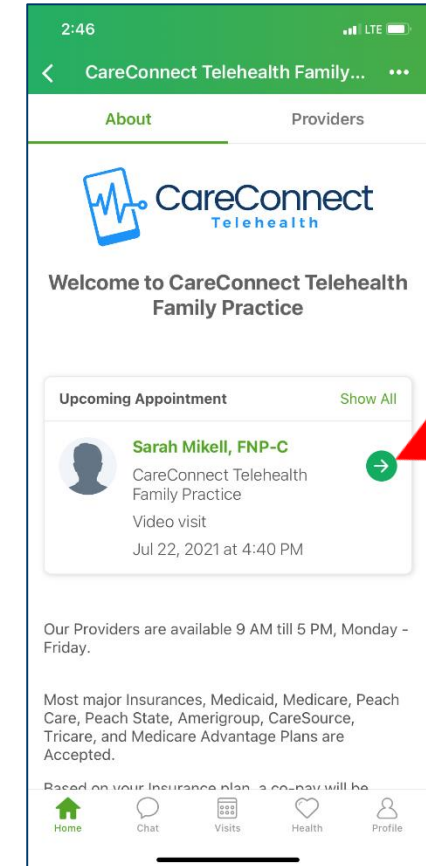 2:46
LTE
CareConnect Telehealth Family... •••
About
Providers
CareConnect
Telehealth
Welcome to CareConnect Telehealth
Family Practice
Upcoming Appointment
Show All
Sarah Mikell, FNP-C
CareConnect Telehealth
Family Practice
Video visit
Jul 22, 2021 at 4:40 PM
Our Providers are available 9 AM till 5 PM, Monday -
Friday.
Most major Insurances, Medicaid, Medicare, Peach
Care, Peach State, Amerigroup, CareSource,
Tricare, and Medicare Advantage Plans are
Accepted.
Based on your Insurance plan, a co-pay will be
Home
Chat
Visits
Health
Profile